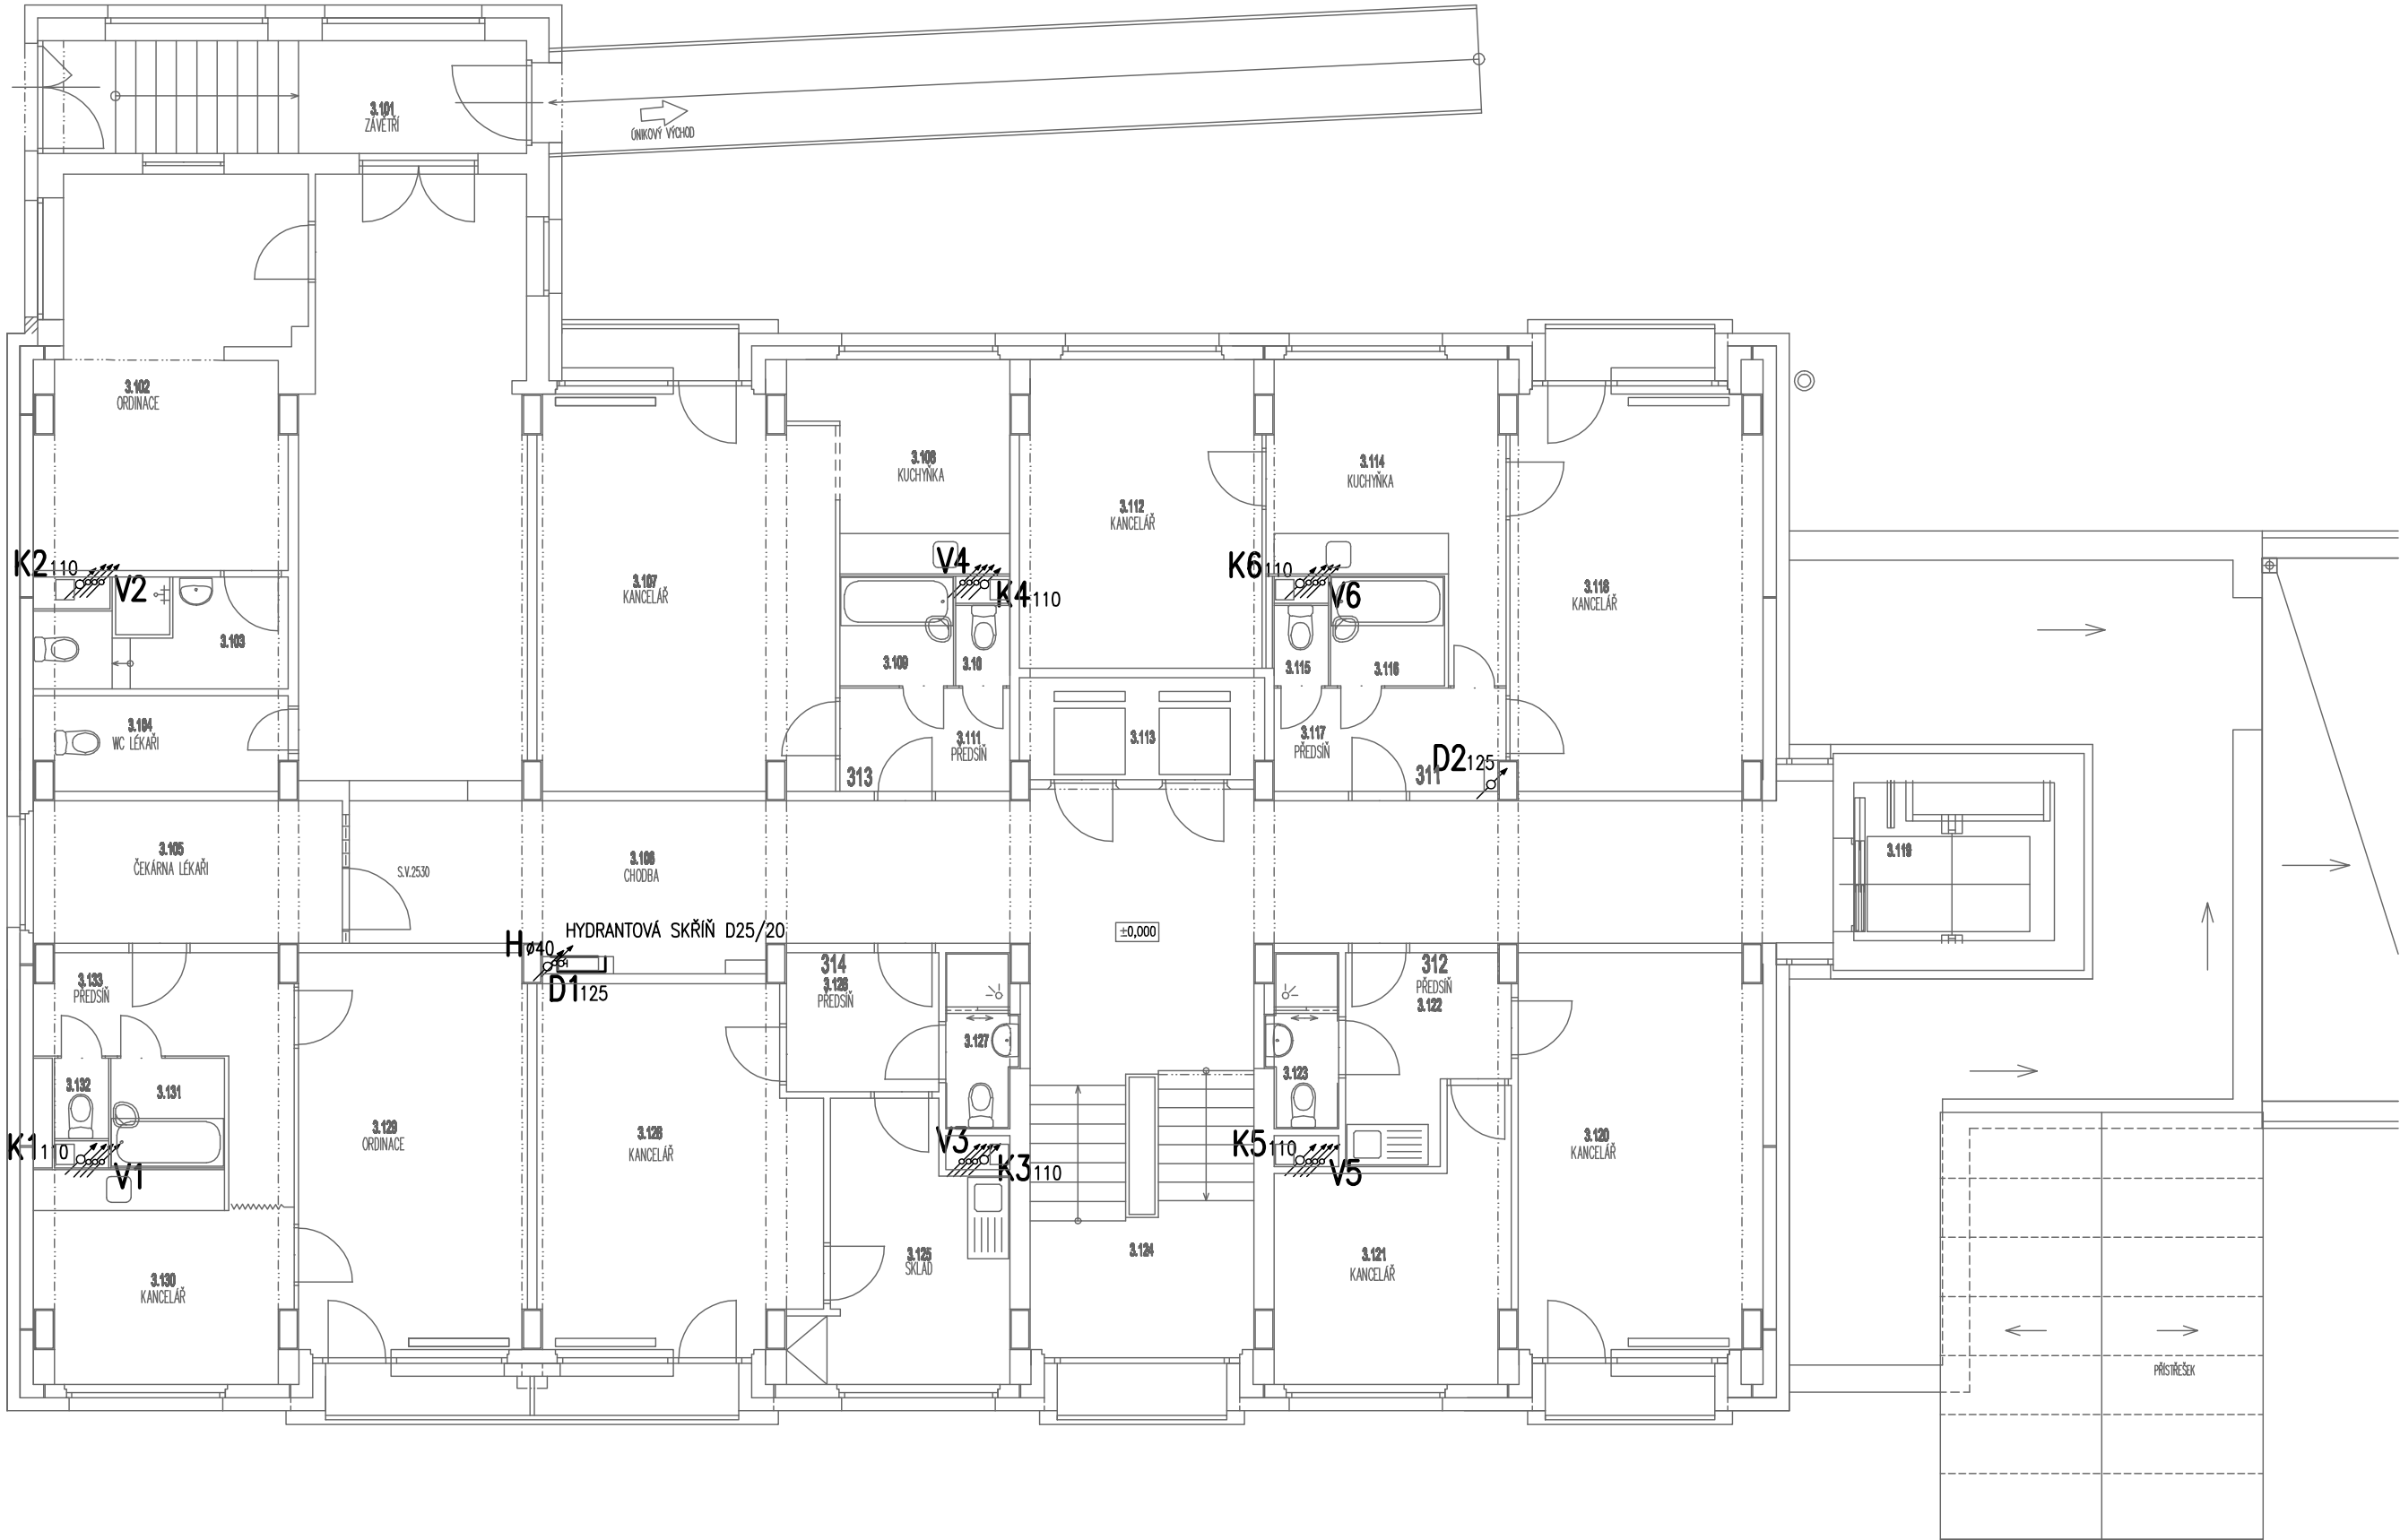 3.101
ZÁVĚTŘÍ
ÚNIKOVÝ VÝCHOD
3.102
ORDINACE
3.108
KUCHYŇKA
3.114
KUCHYŇKA
3.112
KANCELÁŘ
K2110
V2
3.107
KANCELÁŘ
V4
K4110
K6110
V6
3.118
KANCELÁŘ
3.103
3.109
3.10
3.115
3.116
3.104
WC LÉKAŘI
3.111
PŘEDSÍŇ
3.113
3.117
PŘEDSÍŇ
313
311
D2125
3.105
ČEKÁRNA LÉKAŘI
S.V.2530
3.106
CHODBA
3.119
Hø40
HYDRANTOVÁ SKŘÍŇ D25/20
±0,000
D1125
3.133
PŘEDSÍŇ
314
3.126
PŘEDSÍŇ
312
PŘEDSÍŇ
3.122
3.127
3.123
3.132
3.131
3.129
ORDINACE
3.128
KANCELÁŘ
3.120
KANCELÁŘ
K1110
V1
V3
K3110
K5110
V5
3.125
SKLAD
3.124
3.121
KANCELÁŘ
3.130
KANCELÁŘ
PŘÍSTŘEŠEK